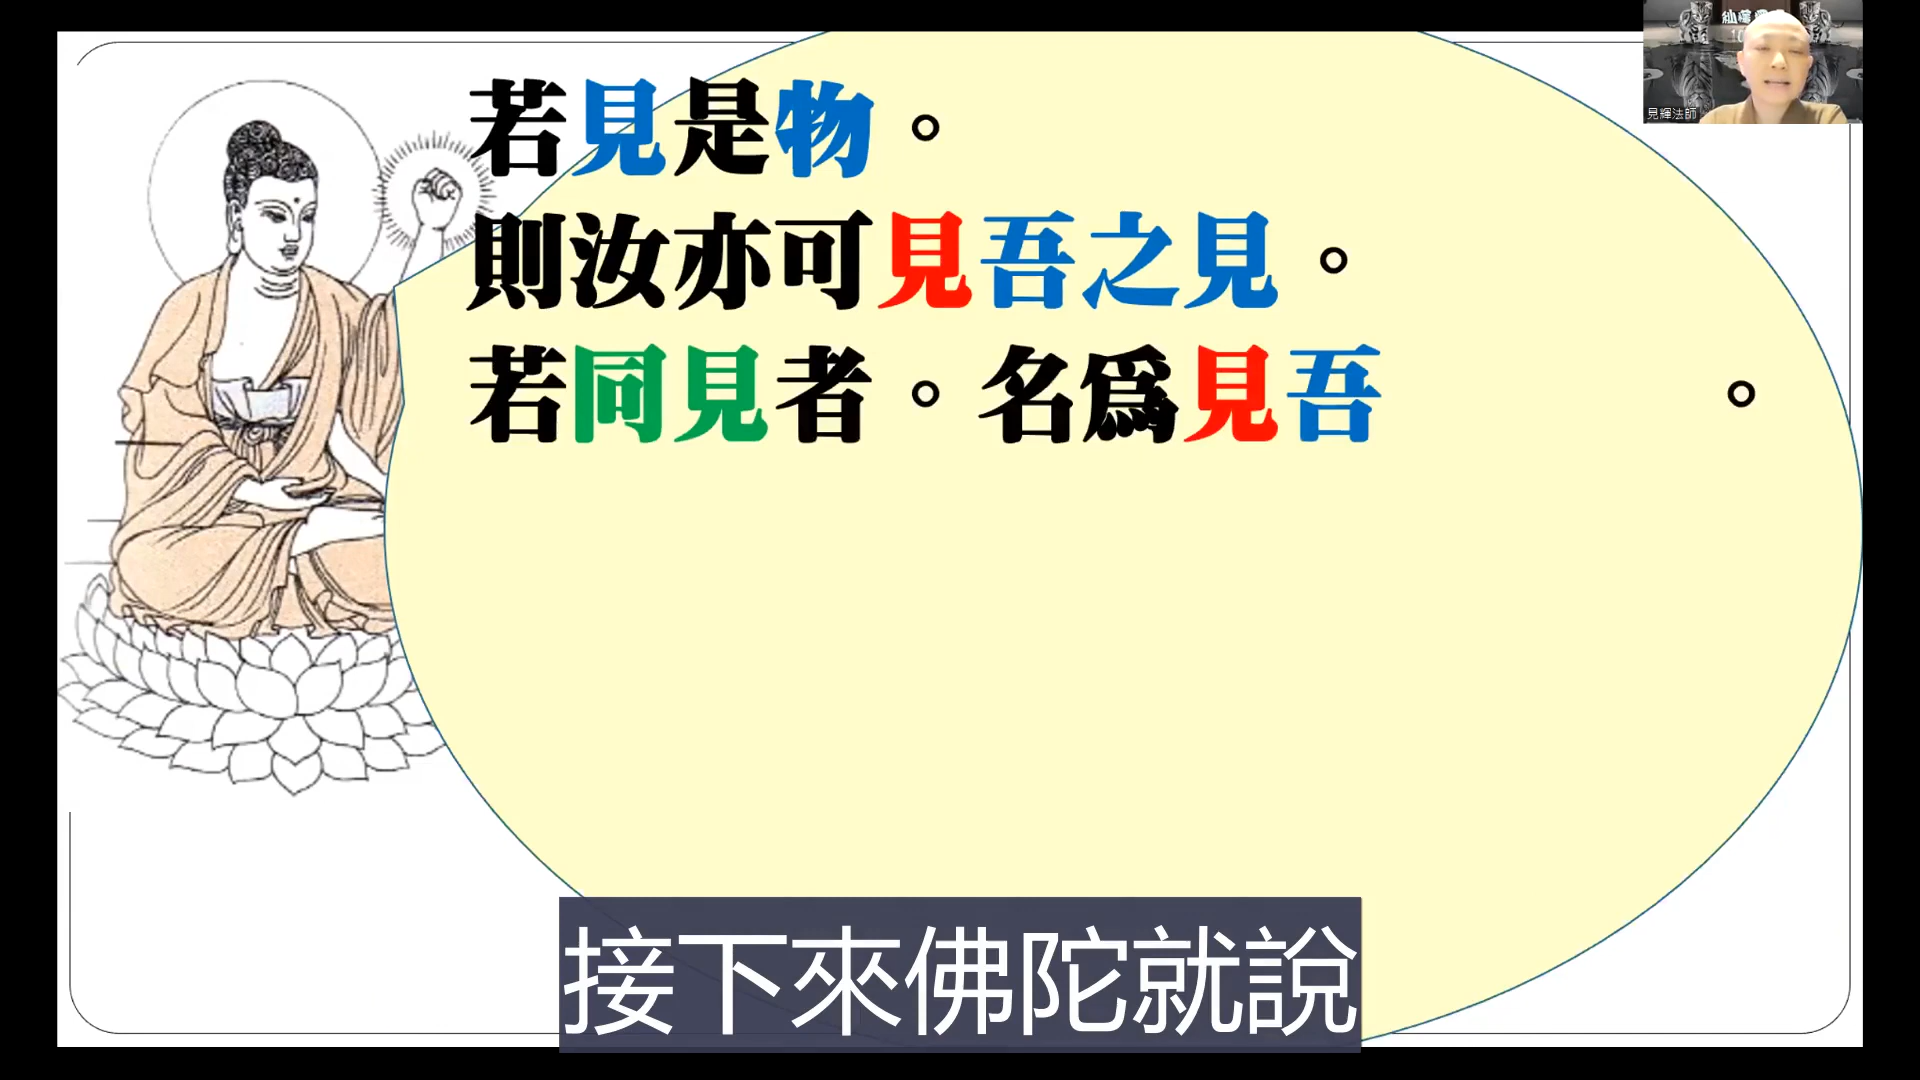 若見是物。
則汝亦可見吾之見。
若同見者。名爲見吾 。
見輝法師
接下來佛陀就說